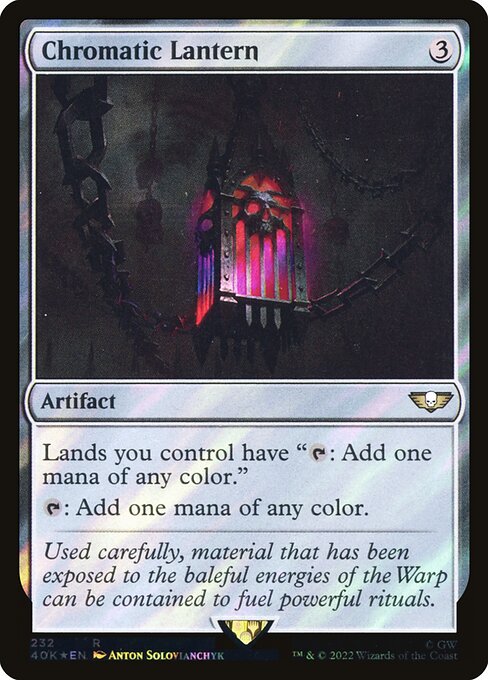 Chromatic Lantern 3
Artifact
Lands you control have “T: Add one
mana of any color.”
T: Add one mana of any color.
Used carefully, material that has been
exposed to the baleful energies of the Warp
can be contained to fuel powerful rituals.
232 R
40K★EN Anton Solovianchyk
© GW
™ & © 2022 Wizards of the Coast